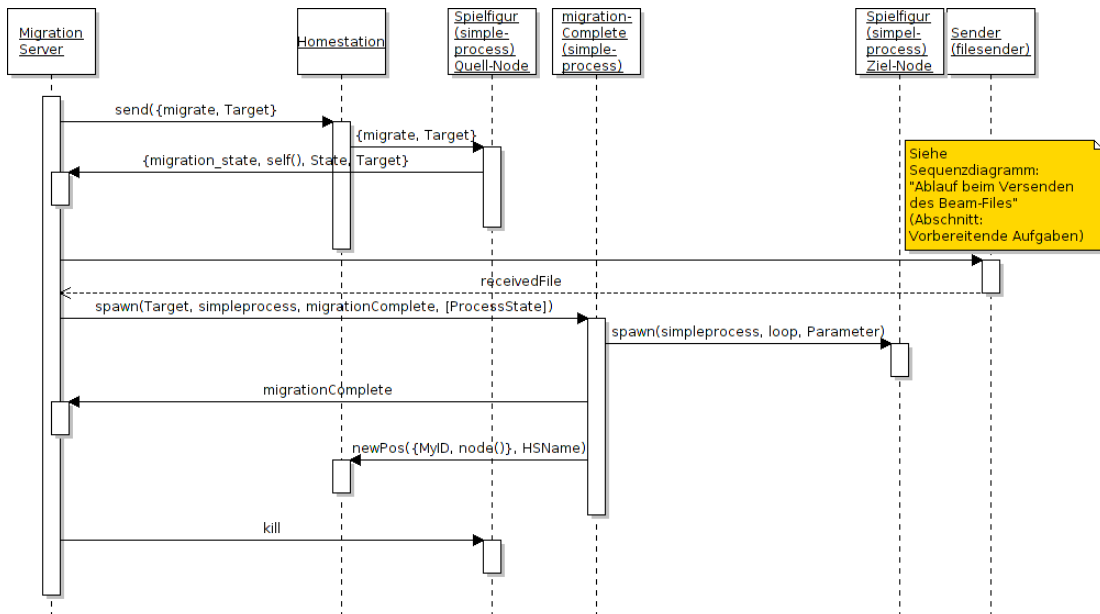 Migration
Server
Homestation
Spielfigur
(simple-
process)
Quell-Node
migration-
Complete
(simple-
process)
Spielfigur
(simpel-
process)
Ziel-Node
Sender
(filesender)
send({migrate, Target}
{migrate, Target}
{migration_state, self(), State, Target}
Siehe
Sequenzdiagramm:
"Ablauf beim Versenden
des Beam-Files"
(Abschnitt:
Vorbereitende Aufgaben)
receivedFile
spawn(Target, simpleprocess, migrationComplete, [ProcessState])
spawn(simpleprocess, loop, Parameter)
migrationComplete
newPos({MyID, node()}, HSName)
kill